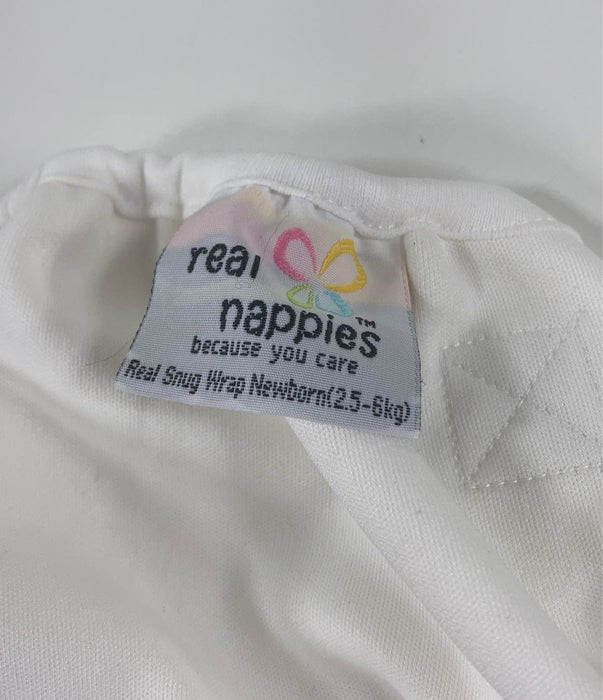 real
nappies™
because you care
Real Snug Wrap Newborn(2.5-6kg)